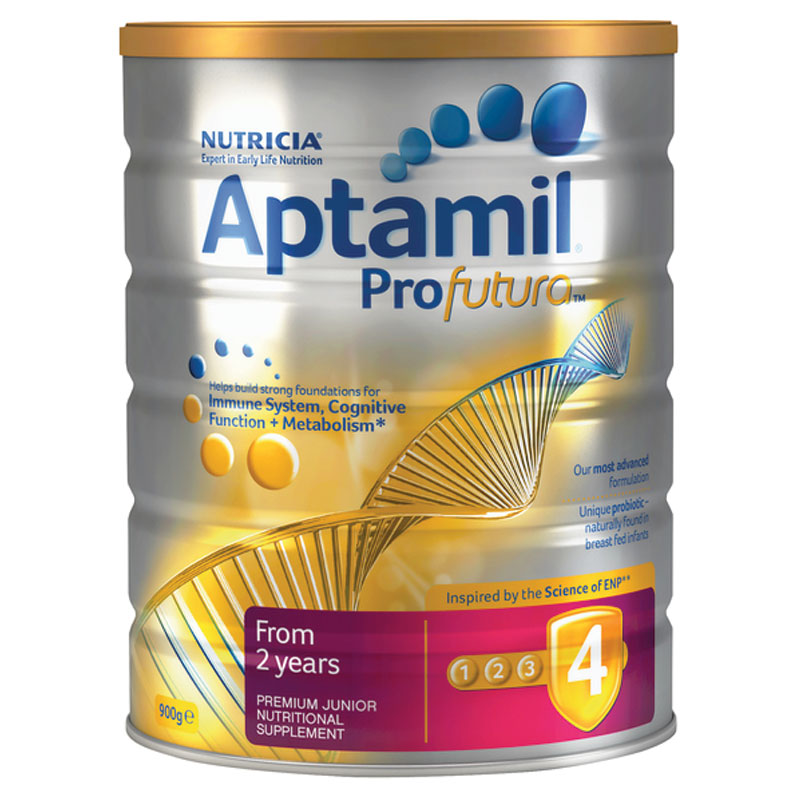 NUTRICIA®
Expert in Early Life Nutrition
Aptamil®
Profutura™
Helps build strong foundations for
Immune System, Cognitive
Function + Metabolism*
Our most advanced
formulation
Unique probiotic –
naturally found in
breast fed infants
Inspired by the Science of ENP**
From
2 years
1 2 3 4
PREMIUM JUNIOR
NUTRITIONAL
SUPPLEMENT
900g℮